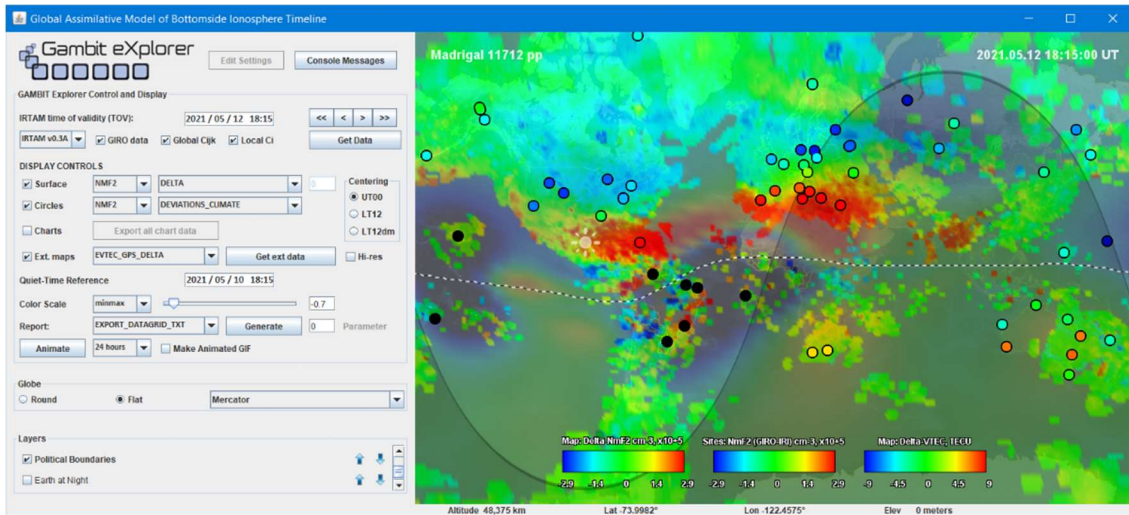 Global Assimilative Model of Bottomside Ionosphere Timeline
Gambit eXplorer
Edit Settings
Console Messages
GAMBIT Explorer Control and Display
IRTAM time of validity (TOV): 2021 / 05 / 12 18:15 << < > >>
IRTAM v0.3A GIRO data Global Cijk Local Ci Get Data
DISPLAY CONTROLS
Surface NMF2 DELTA 0 Centering
Circles NMF2 DEVIATIONS_CLIMATE UT00
LT12
Charts Export all chart data LT12dm
Ext. maps EVTEC_GPS_DELTA Get ext data Hi-res
Quiet-Time Reference 2021 / 05 / 10 18:15
Color Scale minmax -0.7
Report: EXPORT_DATAGRID_TXT Generate 0 Parameter
Animate 24 hours Make Animated GIF
Globe
Round Flat Mercator
Layers
Political Boundaries
Earth at Night
Madrigal 11712 pp 2021.05.12 18:15:00 UT
Map: Delta NmF2 cm-3, x10+5 Sites: NmF2 (GIRO-IRI) cm-3, x10+5 Map: Delta-VTEC, TECU
-2.9 -1.4 0 1.4 2.9 -2.9 -1.4 0 1.4 2.9 -9 -4.5 0 4.5 9
Altitude 48,375 km Lat -73.9982° Lon -122.4575° Elev 0 meters